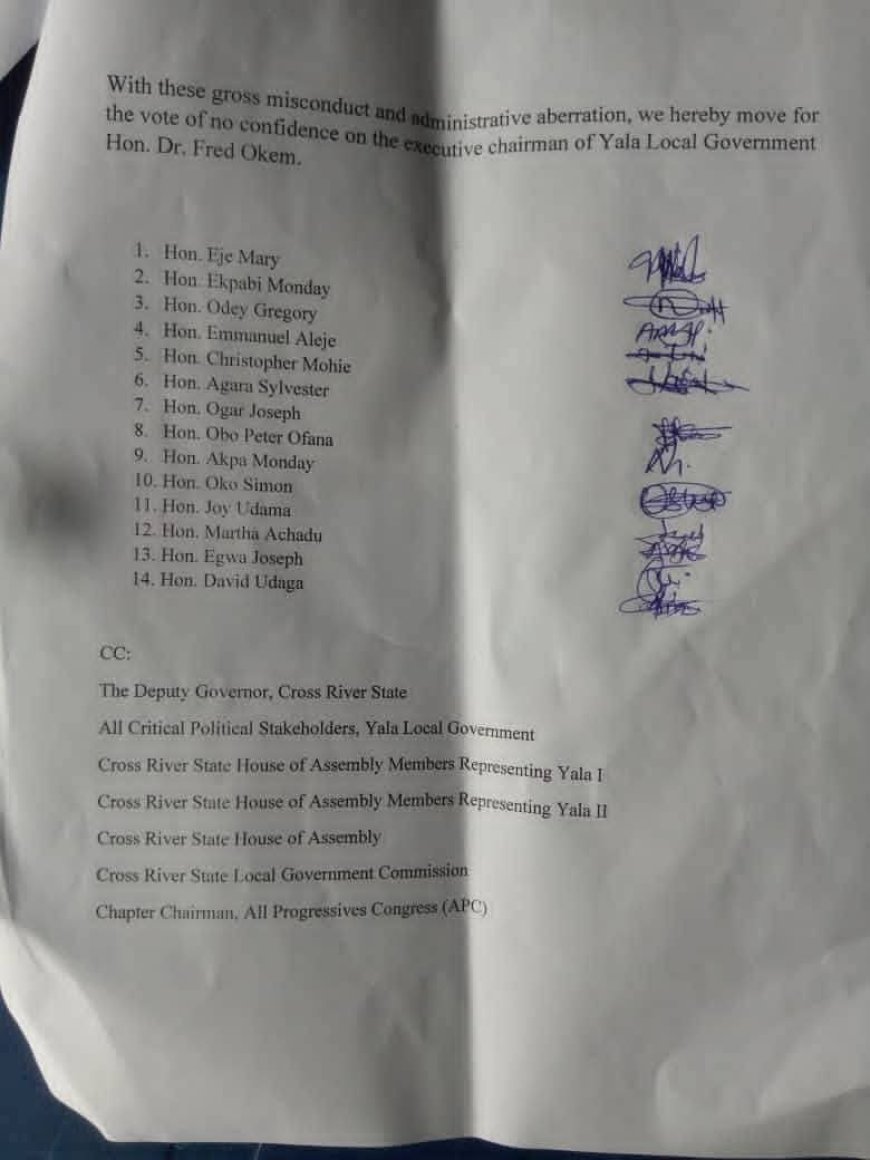 With these gross misconduct and administrative aberration, we hereby move for
the vote of no confidence on the executive chairman of Yala Local Government
Hon. Dr. Fred Okem.
1. Hon. Eje Mary
2. Hon. Ekpabi Monday
3. Hon. Odey Gregory
4. Hon. Emmanuel Aleje
5. Hon. Christopher Mohie
6. Hon. Agara Sylvester
7. Hon. Ogar Joseph
8. Hon. Obo Peter Ofana
9. Hon. Akpa Monday
10. Hon. Oko Simon
11. Hon. Joy Udama
12. Hon. Martha Achadu
13. Hon. Egwa Joseph
14. Hon. David Udaga
CC:
The Deputy Governor, Cross River State
All Critical Political Stakeholders, Yala Local Government
Cross River State House of Assembly Members Representing Yala I
Cross River State House of Assembly Members Representing Yala II
Cross River State House of Assembly
Cross River State Local Government Commission
Chapter Chairman, All Progressives Congress (APC)